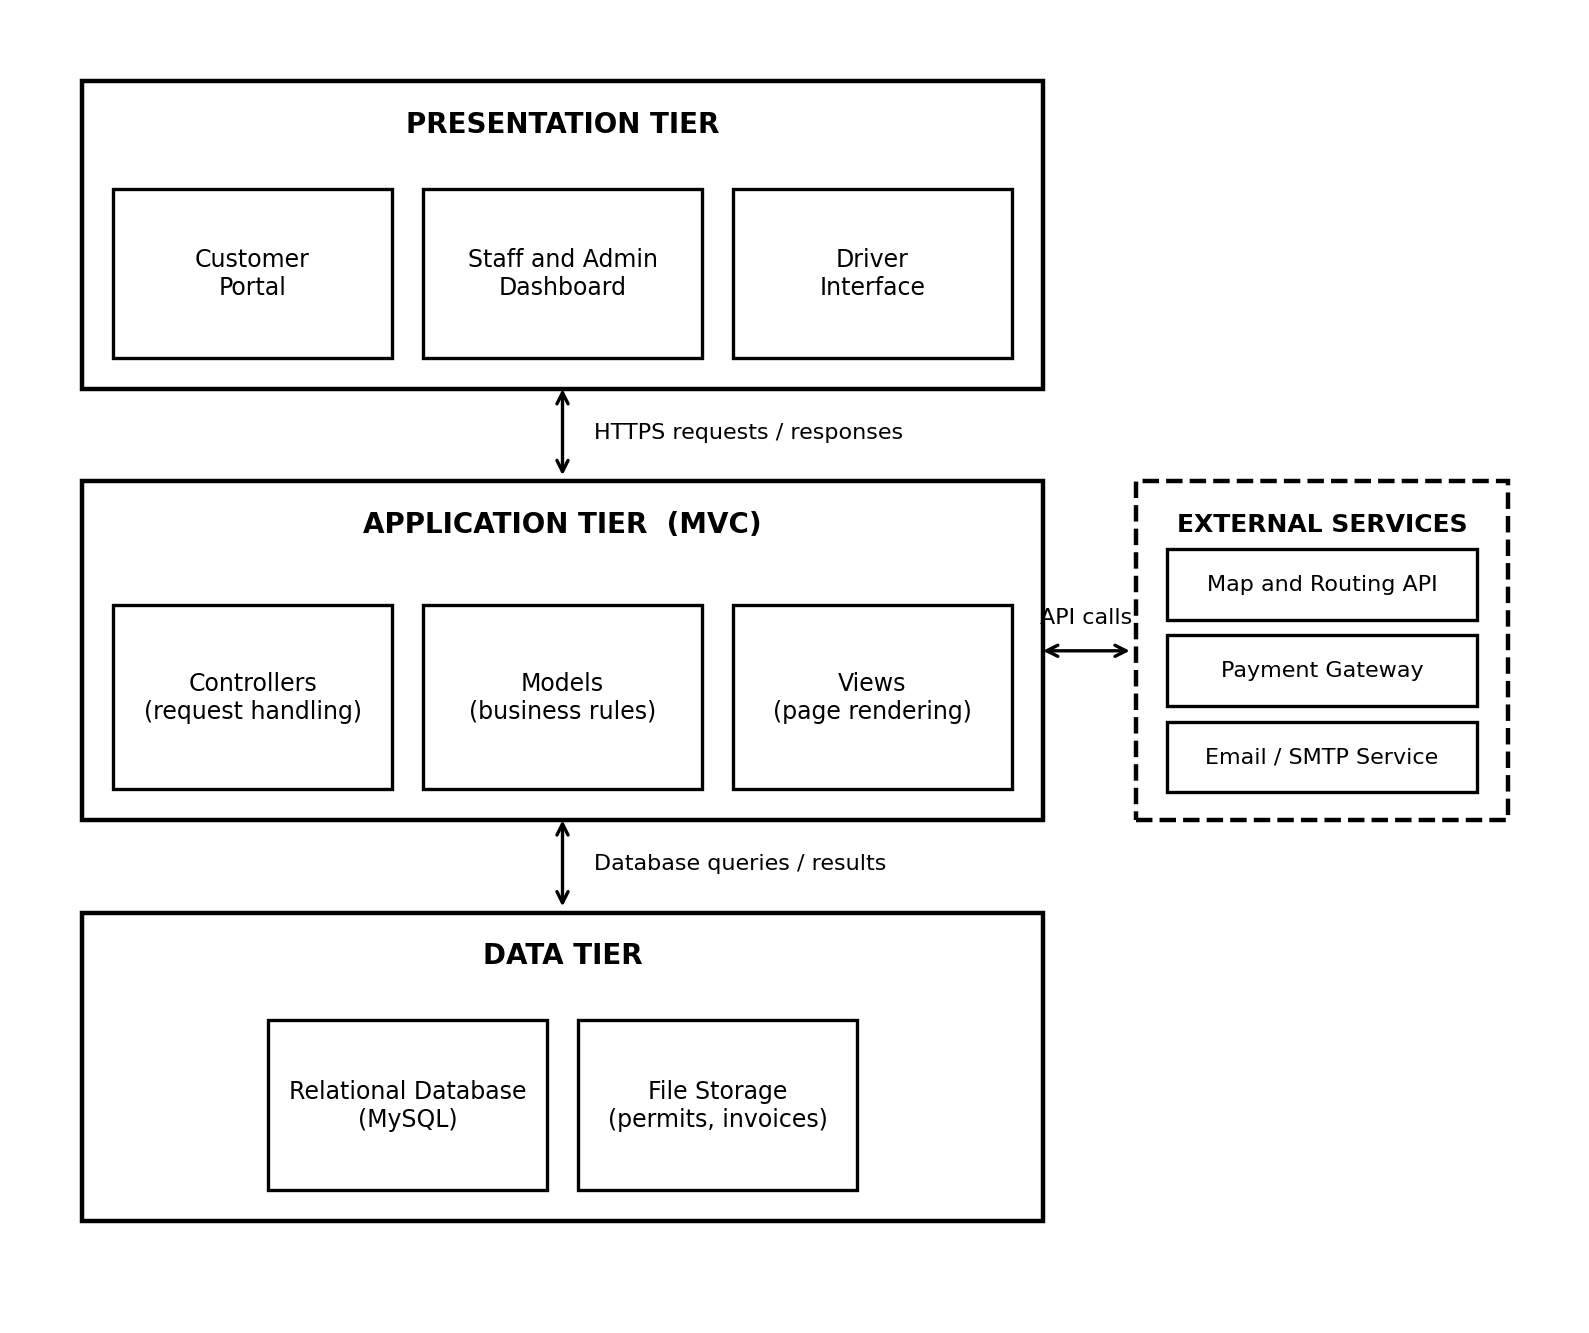 PRESENTATION TIER
Customer
Portal
Staff and Admin
Dashboard
Driver
Interface
HTTPS requests / responses
APPLICATION TIER (MVC)
Controllers
(request handling)
Models
(business rules)
Views
(page rendering)
API calls
EXTERNAL SERVICES
Map and Routing API
Payment Gateway
Email / SMTP Service
Database queries / results
DATA TIER
Relational Database
(MySQL)
File Storage
(permits, invoices)